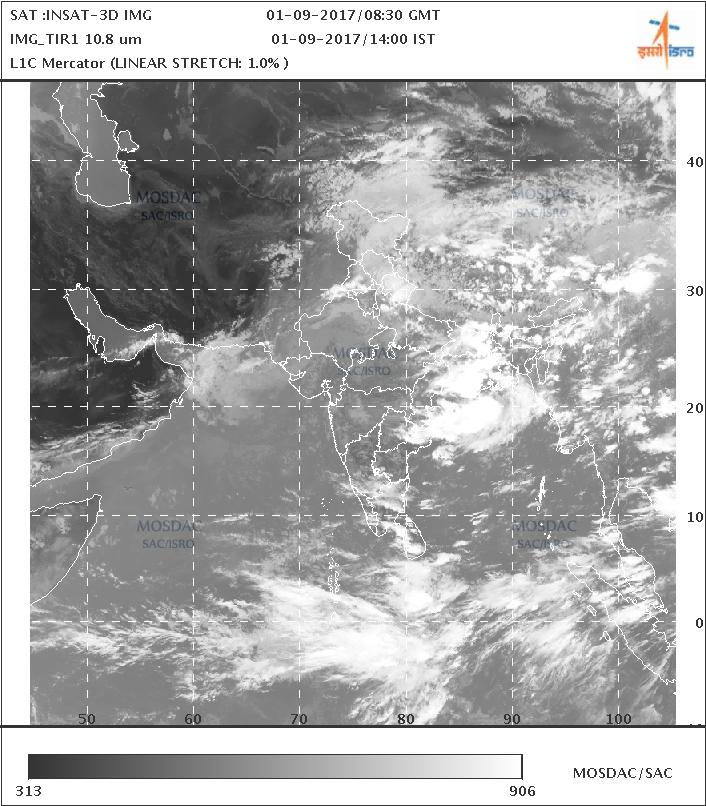 SAT :INSAT-3D IMG 01-09-2017/08:30 GMT
IMG_TIR1 10.8 um 01-09-2017/14:00 IST
L1C Mercator (LINEAR STRETCH: 1.0% )
इसरो isro
40
MOSDAC
SAC/ISRO
MOSDAC
SAC/ISRO
30
MOSDAC
SAC/ISRO
20
10
MOSDAC
SAC/ISRO
MOSDAC
SAC/ISRO
0
50 60 70 80 90 100
MOSDAC/SAC
313 906